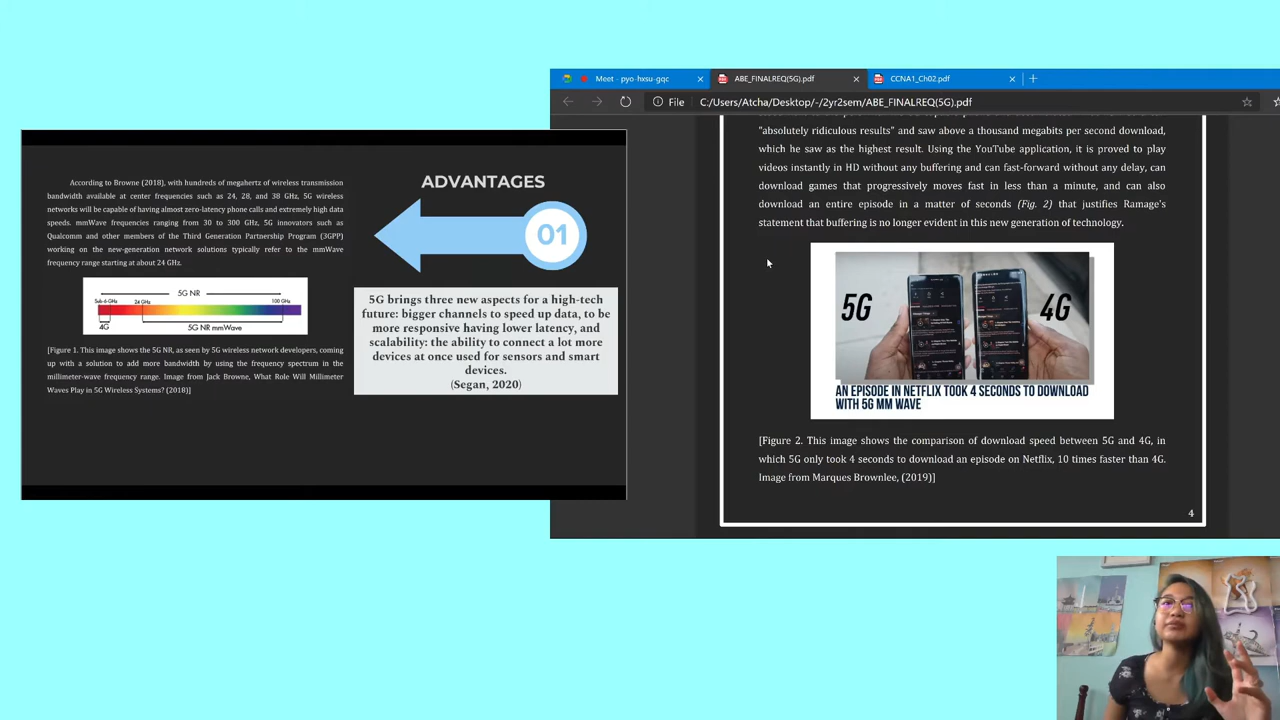 According to Browne (2018), with hundreds of megahertz of wireless transmission
bandwidth available at center frequencies such as 24, 28, and 38 GHz, 5G wireless
networks will be capable of having almost zero-latency phone calls and extremely high data
speeds. mmWave frequencies ranging from 30 to 300 GHz, 5G innovators such as
Qualcomm and other members of the Third Generation Partnership Program (3GPP)
working on the new-generation network solutions typically refer to the mmWave
frequency range starting at about 24 GHz.
5G NR
Sub-6-GHz
24 GHz
100 GHz
4G
5G NR mmWave
[Figure 1. This image shows the 5G NR, as seen by 5G wireless network developers, coming
up with a solution to add more bandwidth by using the frequency spectrum in the
millimeter-wave frequency range. Image from Jack Browne, What Role Will Millimeter
Waves Play in 5G Wireless Systems? (2018)]
ADVANTAGES
01
5G brings three new aspects for a high-tech
future: bigger channels to speed up data, to be
more responsive having lower latency, and
scalability: the ability to connect a lot more
devices at once used for sensors and smart
devices.
(Segan, 2020)
Meet - pyo-hxsu-gqc
ABE_FINALREQ(5G).pdf
CCNA1_Ch02.pdf
File
C:/Users/Atcha/Desktop/-/2yr2sem/ABE_FINALREQ(5G).pdf
"absolutely ridiculous results" and saw above a thousand megabits per second download,
which he saw as the highest result. Using the YouTube application, it is proved to play
videos instantly in HD without any buffering and can fast-forward without any delay, can
download games that progressively moves fast in less than a minute, and can also
download an entire episode in a matter of seconds (Fig. 2) that justifies Ramage's
statement that buffering is no longer evident in this new generation of technology.
5G
4G
AN EPISODE IN NETFLIX TOOK 4 SECONDS TO DOWNLOAD
WITH 5G MM WAVE
[Figure 2. This image shows the comparison of download speed between 5G and 4G, in
which 5G only took 4 seconds to download an episode on Netflix, 10 times faster than 4G.
Image from Marques Brownlee, (2019)]
4